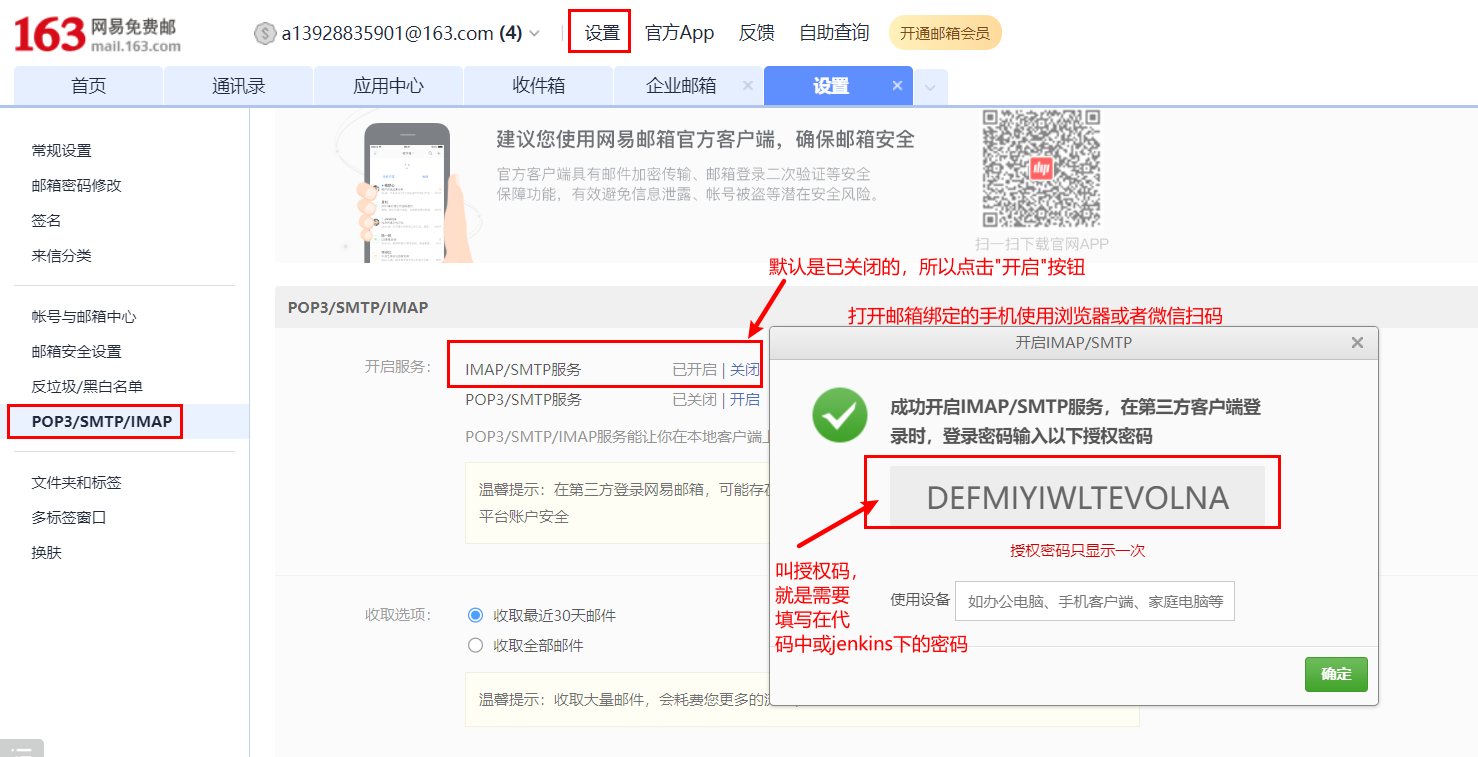 163 网易免费邮
mail.163.com
a13928835901@163.com (4)
设置
官方App
反馈
自助查询
开通邮箱会员
首页
通讯录
应用中心
收件箱
企业邮箱
设置
常规设置
邮箱密码修改
签名
来信分类
帐号与邮箱中心
邮箱安全设置
反垃圾/黑白名单
POP3/SMTP/IMAP
文件夹和标签
多标签窗口
换肤
建议您使用网易邮箱官方客户端，确保邮箱安全
官方客户端具有邮件加密传输、邮箱登录二次验证等安全
保障功能，有效避免信息泄露、帐号被盗等潜在安全风险。
扫一扫下载官网APP
默认是已关闭的，所以点击"开启"按钮
POP3/SMTP/IMAP
打开邮箱绑定的手机使用浏览器或者微信扫码
开启服务：
IMAP/SMTP服务 已开启 | 关闭
POP3/SMTP服务 已关闭 | 开启
POP3/SMTP/IMAP服务能让你在本地客户端上
温馨提示：在第三方登录网易邮箱，可能存在
平台账户安全
收取选项：
收取最近30天邮件
收取全部邮件
温馨提示：收取大量邮件，会耗费您更多的
开启IMAP/SMTP
成功开启IMAP/SMTP服务，在第三方客户端登
录时，登录密码输入以下授权密码
DEFMIYIWLTEVOLNA
授权密码只显示一次
使用设备 如办公电脑、手机客户端、家庭电脑等
叫授权码，
就是需要
填写在代
码中或jenkins下的密码
确定